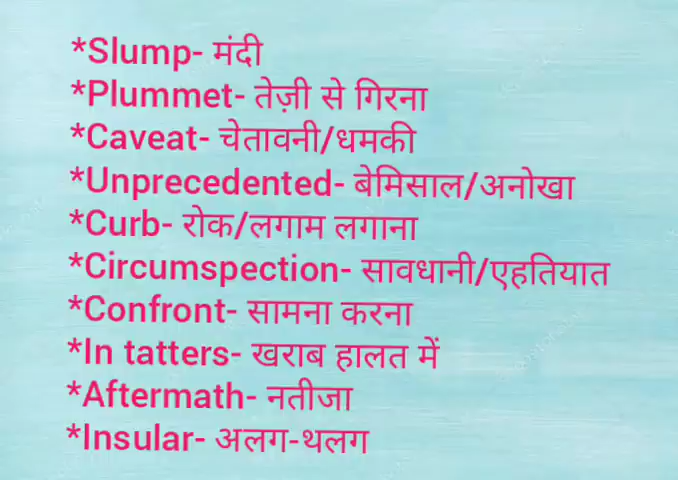 *Slump- मंदी
*Plummet- तेज़ी से गिरना
*Caveat- चेतावनी/धमकी
*Unprecedented- बेमिसाल/अनोखा
*Curb- रोक/लगाम लगाना
*Circumspection- सावधानी/एहतियात
*Confront- सामना करना
*In tatters- खराब हालत में
*Aftermath- नतीजा
*Insular- अलग-थलग